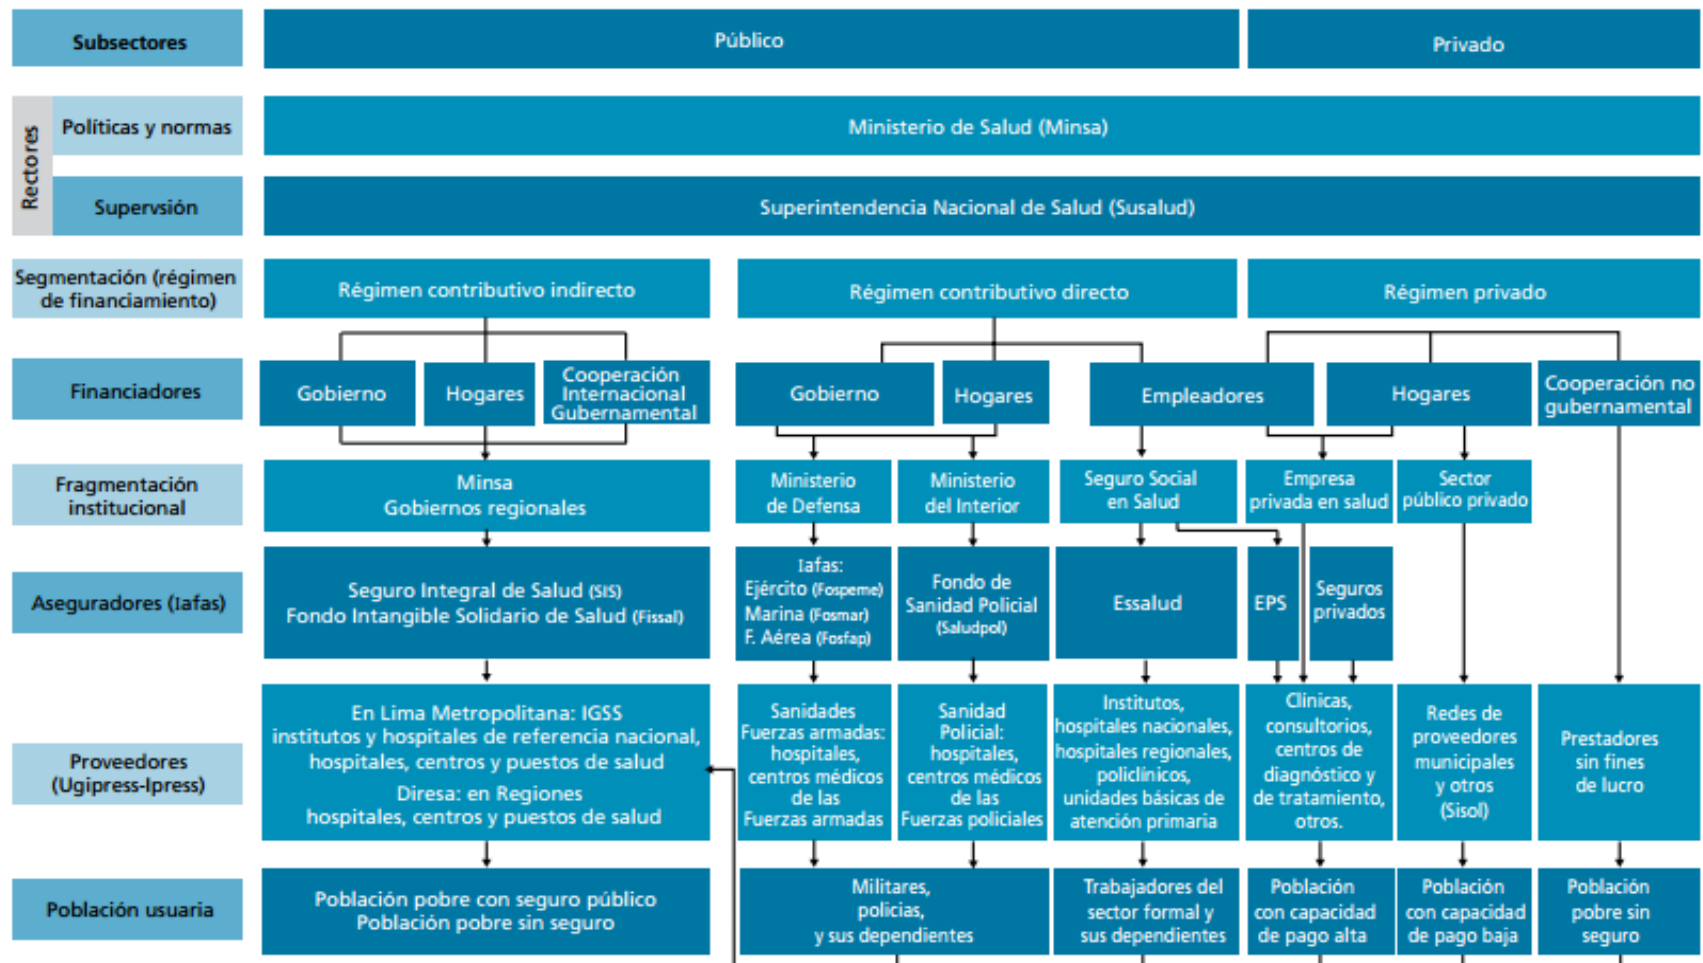 Subsectores
Público
Privado
Rectores
Políticas y normas
Ministerio de Salud (Minsa)
Supervsión
Superintendencia Nacional de Salud (Susalud)
Segmentación (régimen
de financiamiento)
Régimen contributivo indirecto
Régimen contributivo directo
Régimen privado
Financiadores
Gobierno
Hogares
Cooperación
Internacional
Gubernamental
Gobierno
Hogares
Empleadores
Hogares
Cooperación no
gubernamental
Fragmentación
institucional
Minsa
Gobiernos regionales
Ministerio
de Defensa
Ministerio
del Interior
Seguro Social
en Salud
Empresa
privada en salud
Sector
público privado
Aseguradores (Iafas)
Seguro Integral de Salud (SIS)
Fondo Intangible Solidario de Salud (Fissal)
Iafas:
Ejército (Fospeme)
Marina (Fosmar)
F. Aérea (Fosfap)
Fondo de
Sanidad Policial
(Saludpol)
Essalud
EPS
Seguros
privados
Proveedores
(Ugipress-Ipress)
En Lima Metropolitana: IGSS
institutos y hospitales de referencia nacional,
hospitales, centros y puestos de salud
Diresa: en Regiones
hospitales, centros y puestos de salud
Sanidades
Fuerzas armadas:
hospitales,
centros médicos
de las
Fuerzas armadas
Sanidad
Policial:
hospitales,
centros médicos
de las
Fuerzas policiales
Institutos,
hospitales nacionales,
hospitales regionales,
policlínicos,
unidades básicas de
atención primaria
Clínicas,
consultorios,
centros de
diagnóstico y
de tratamiento,
otros.
Redes de
proveedores
municipales
y otros
(Sisol)
Prestadores
sin fines
de lucro
Población usuaria
Población pobre con seguro público
Población pobre sin seguro
Militares,
policias,
y sus dependientes
Trabajadores del
sector formal y
sus dependientes
Población
con capacidad
de pago alta
Población
con capacidad
de pago baja
Población
pobre sin
seguro